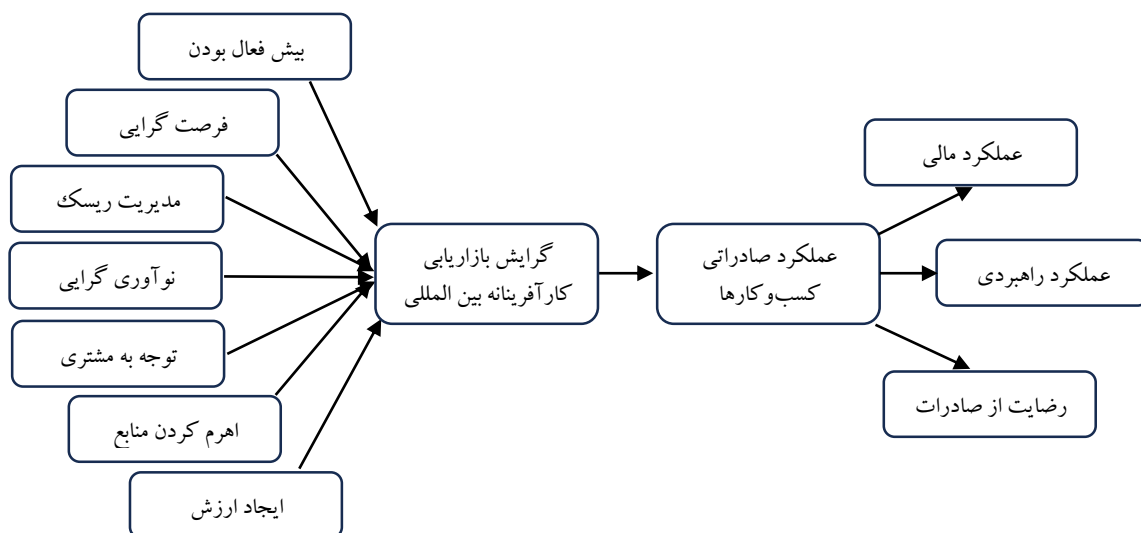 بیش فعال بودن
فرصت گرایی
مدیریت ریسک
نوآوری گرایی
توجه به مشتری
اهرم کردن منابع
ایجاد ارزش
گرایش بازاریابی
کارآفرینانه بین المللی
عملکرد صادراتی
کسب‌وکارها
عملکرد مالی
عملکرد راهبردی
رضایت از صادرات